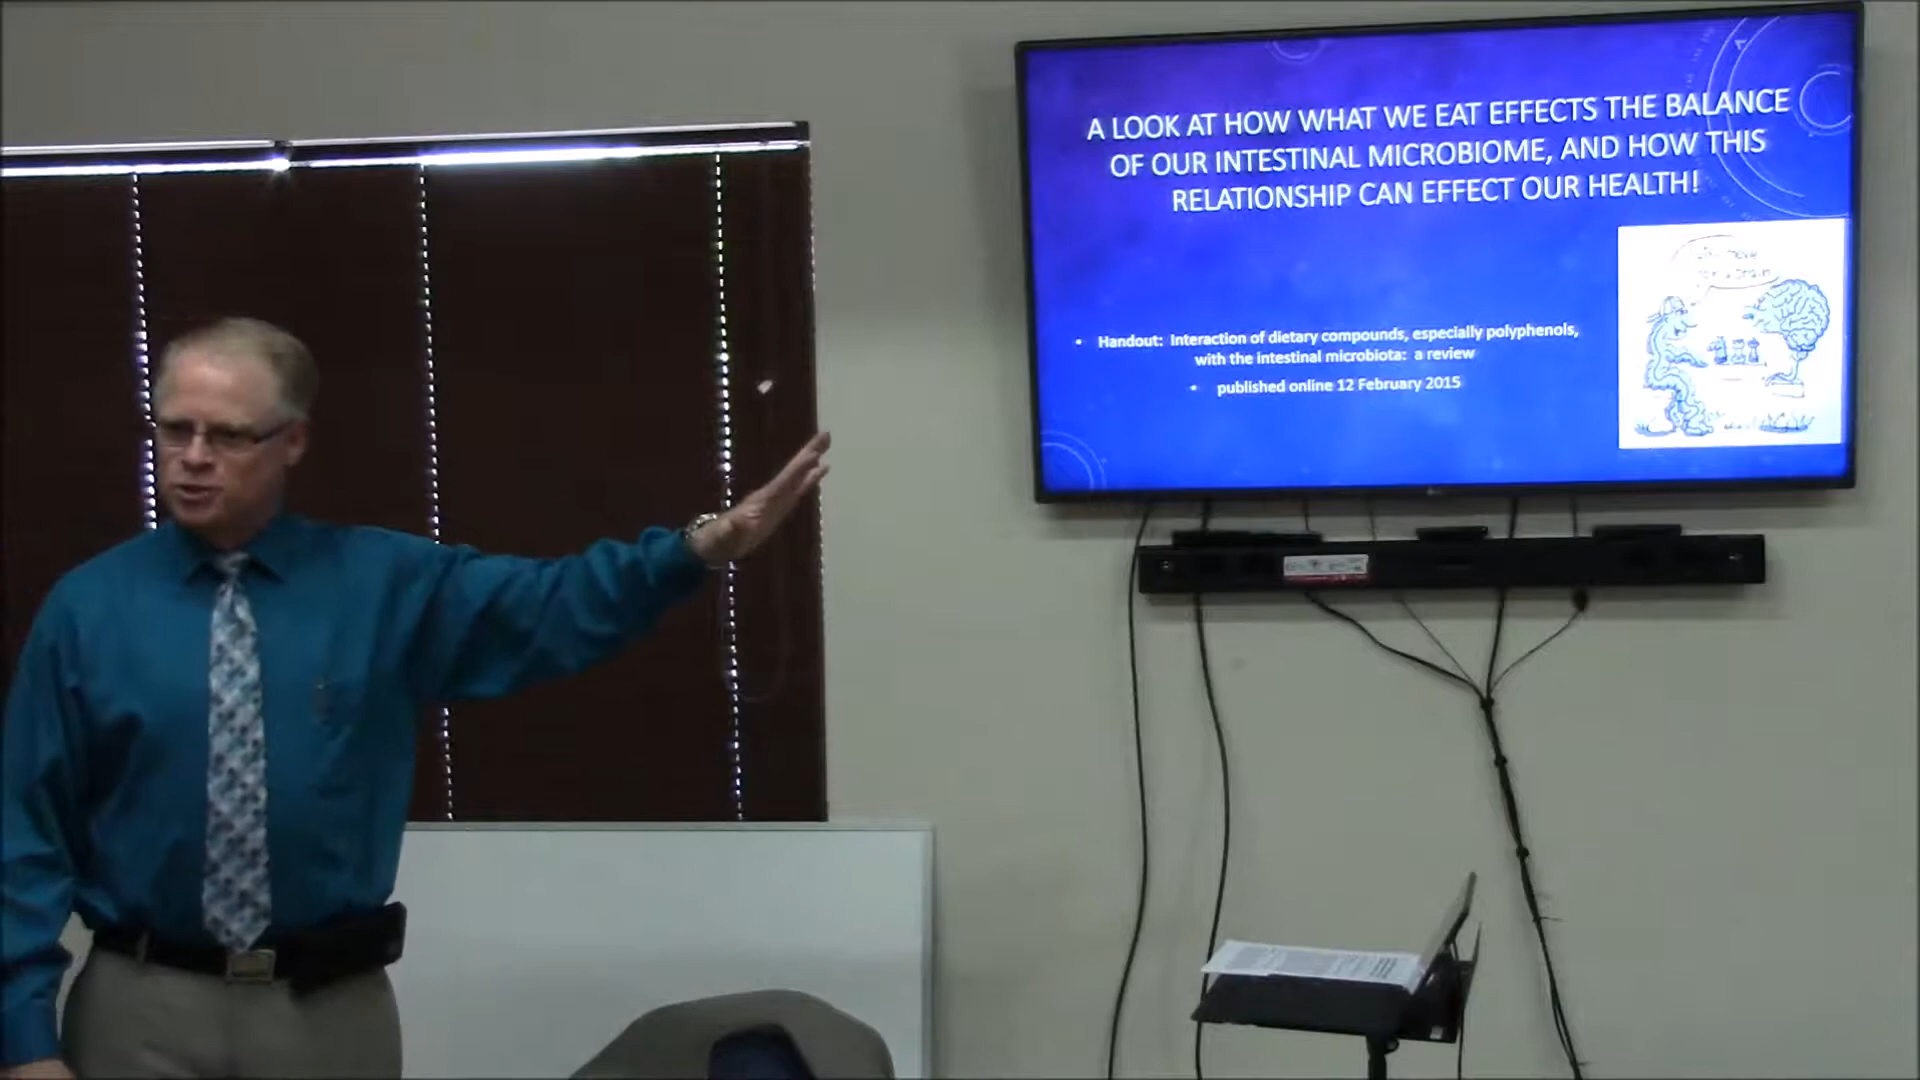 A LOOK AT HOW WHAT WE EAT EFFECTS THE BALANCE
OF OUR INTESTINAL MICROBIOME, AND HOW THIS
RELATIONSHIP CAN EFFECT OUR HEALTH!
move
• Handout: Interaction of dietary compounds, especially polyphenols,
with the intestinal microbiota: a review
• published online 12 February 2015